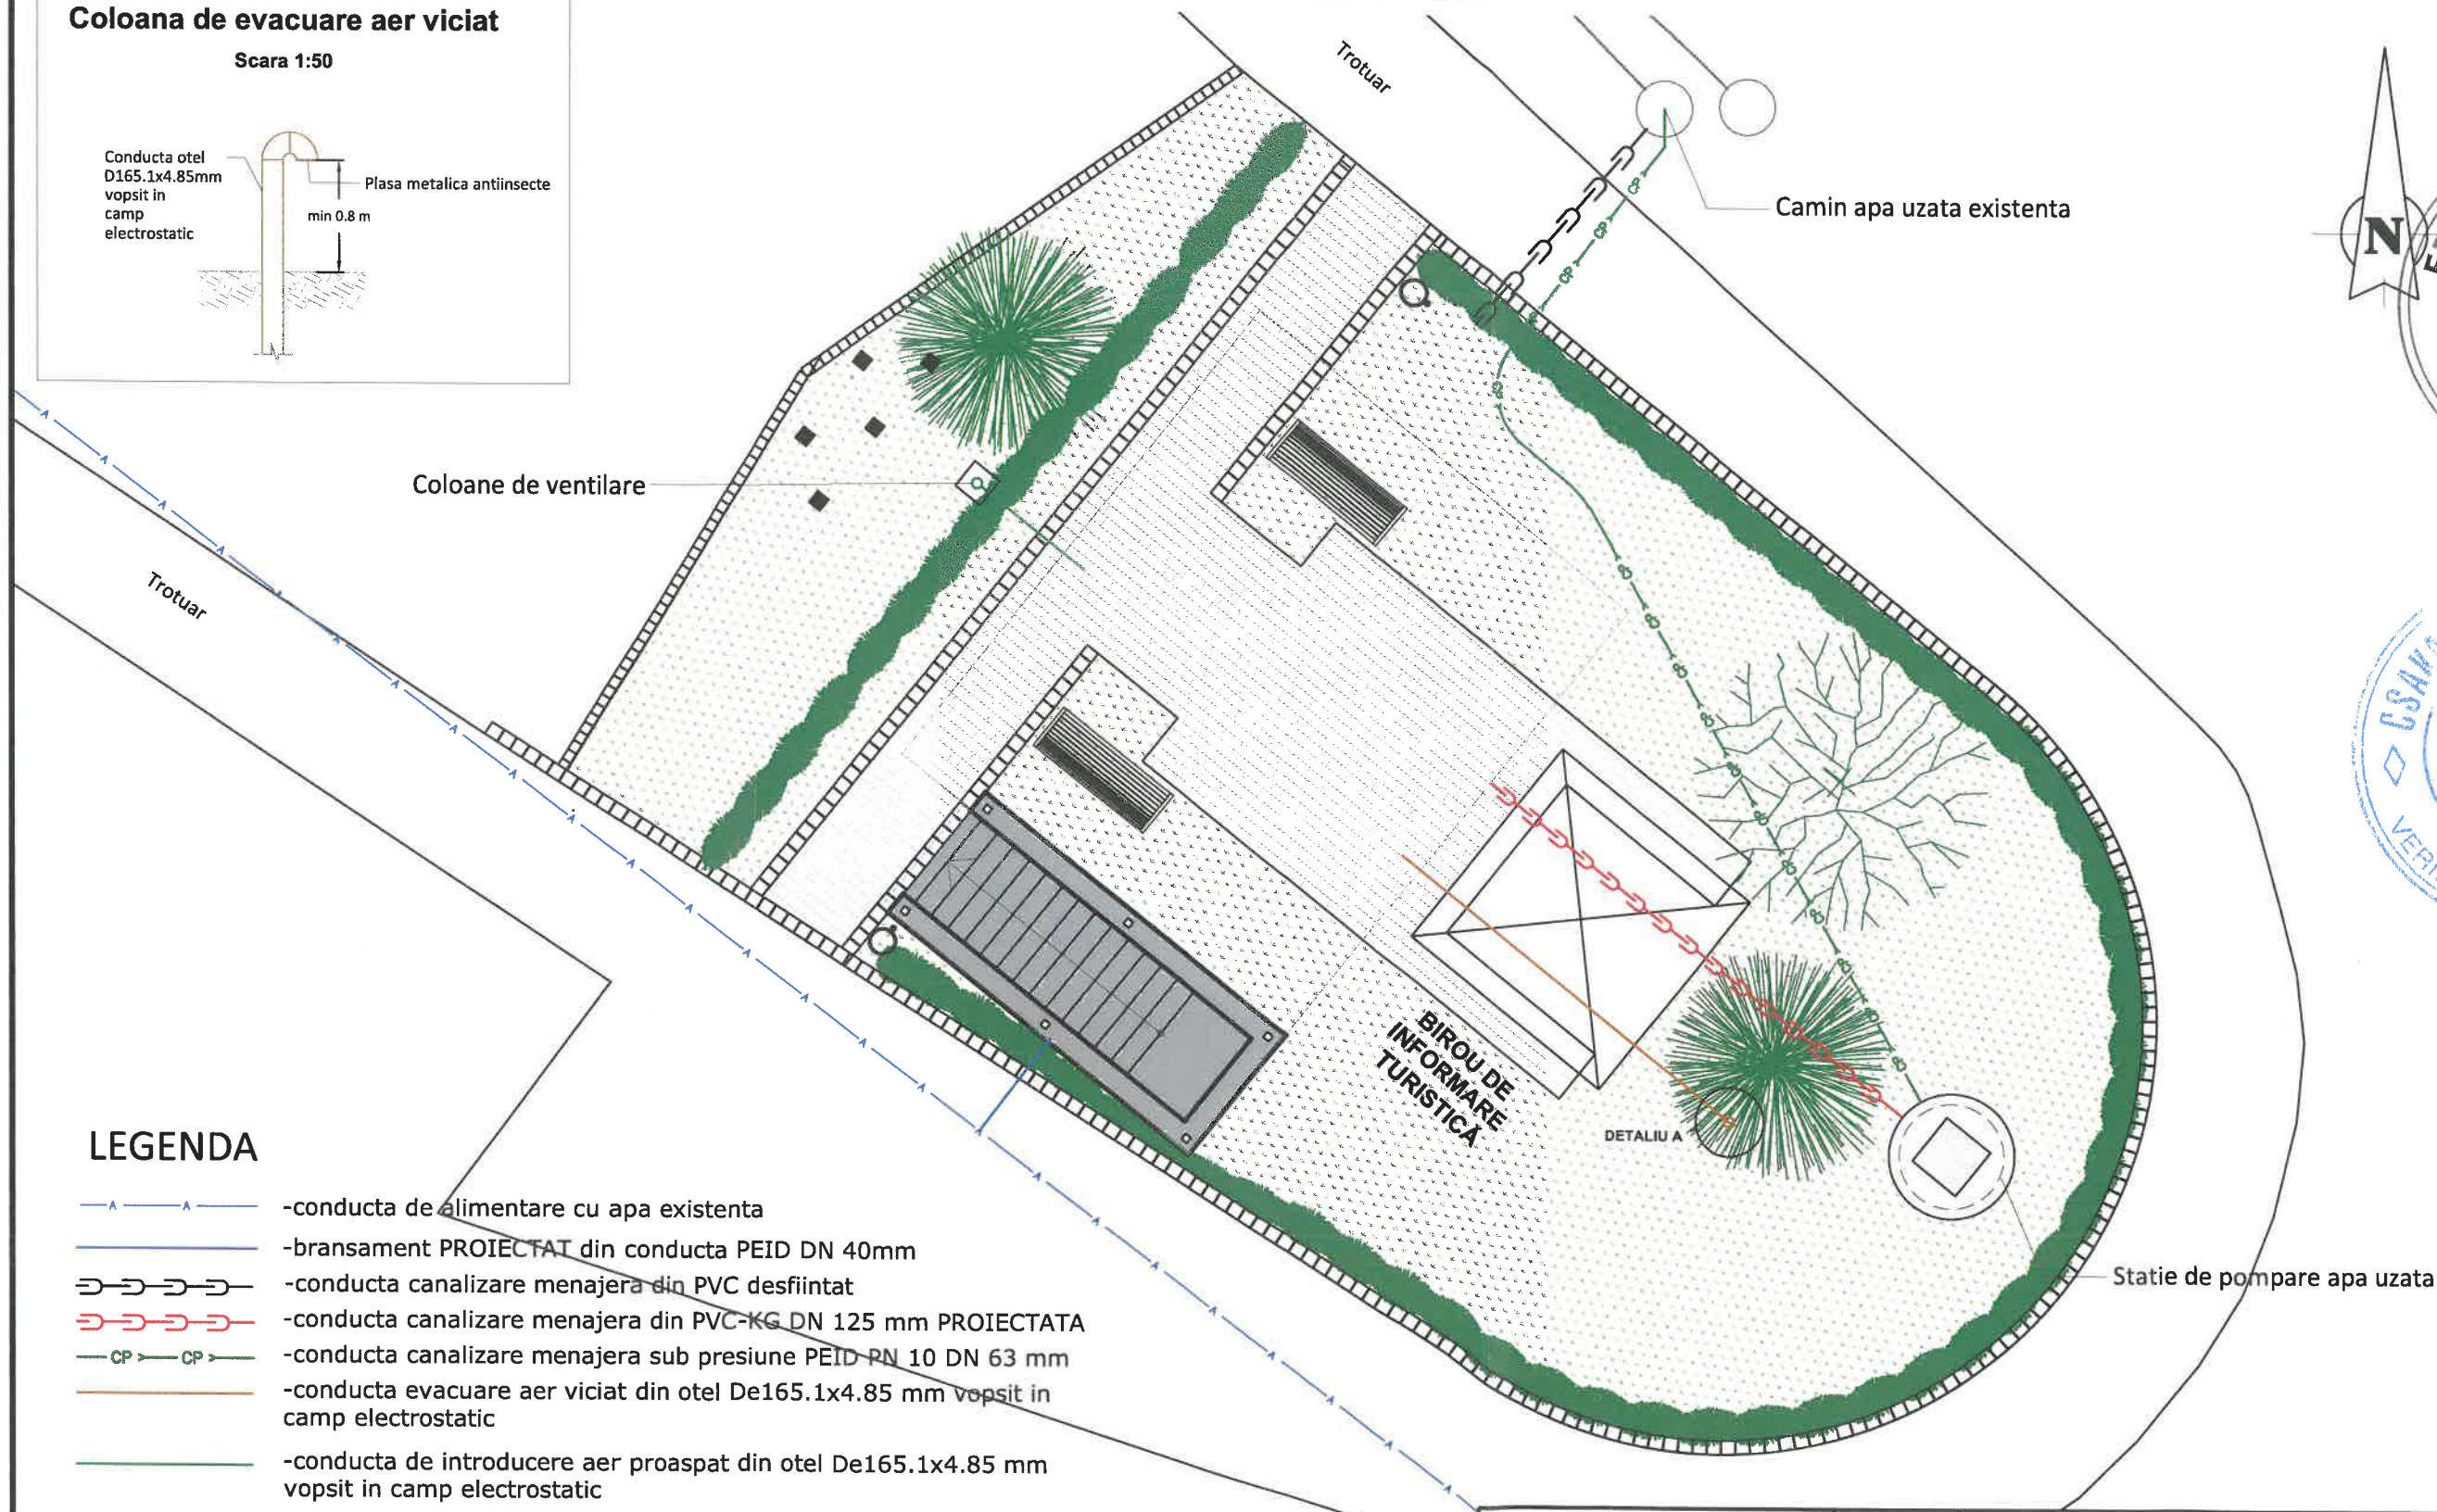 Coloana de evacuare aer viciat
Scara 1:50
Conducta otel
D165.1x4.85mm
vopsit in
camp
electrostatic
Plasa metalica antiinsecte
min 0.8 m
Trotuar
Camin apa uzata existenta
N
Coloane de ventilare
Trotuar
BIROU DE
INFORMARE
TURISTICĂ
DETALIU A
Statie de pompare apa uzata
LEGENDA
A A -conducta de alimentare cu apa existenta
-bransament PROIECTAT din conducta PEID DN 40mm
-conducta canalizare menajera din PVC desfiintat
-conducta canalizare menajera din PVC-KG DN 125 mm PROIECTATA
CP CP -conducta canalizare menajera sub presiune PEID PN 10 DN 63 mm
-conducta evacuare aer viciat din otel De165.1x4.85 mm vopsit in
camp electrostatic
-conducta de introducere aer proaspat din otel De165.1x4.85 mm
vopsit in camp electrostatic